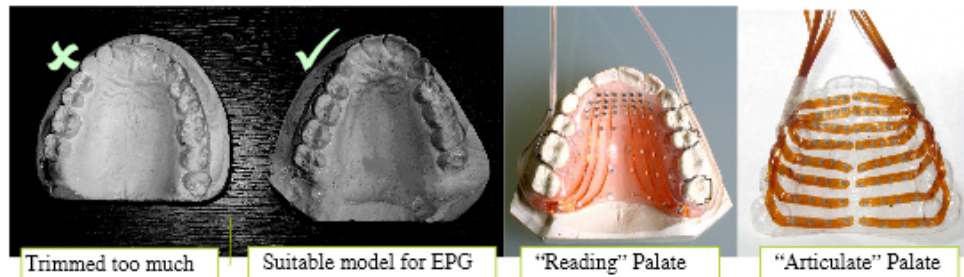 Trimmed too much
Suitable model for EPG
“Reading” Palate
“Articulate” Palate